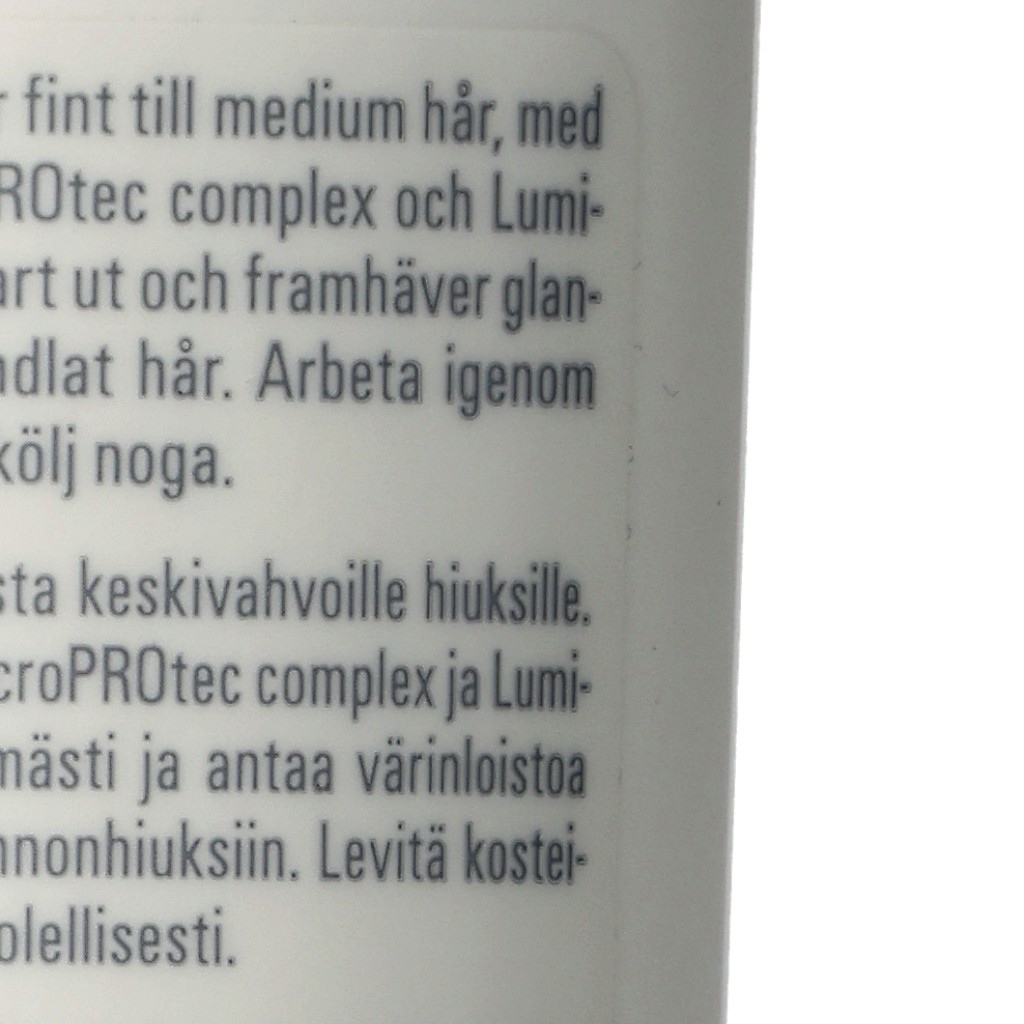 fint till medium hår, med
ROtec complex och Lumi-
art ut och framhäver glan-
dlat hår. Arbeta igenom
kölj noga.
sta keskivahvoille hiuksille.
croPROtec complex ja Lumi-
mästi ja antaa värinloistoa
nnonhiuksiin. Levitä kostei-
olellisesti.